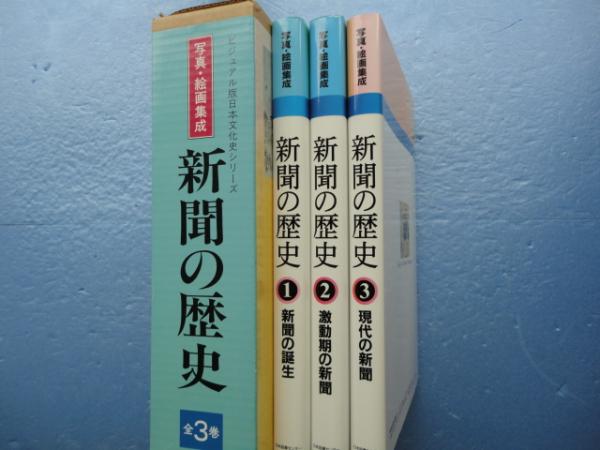 ビジュアル版日本文化史シリーズ
写真・絵画集成
新聞の歴史
全3巻
写真・絵画集成
新聞の歴史
1
新聞の誕生
写真・絵画集成
新聞の歴史
2
激動期の新聞
写真・絵画集成
新聞の歴史
3
現代の新聞